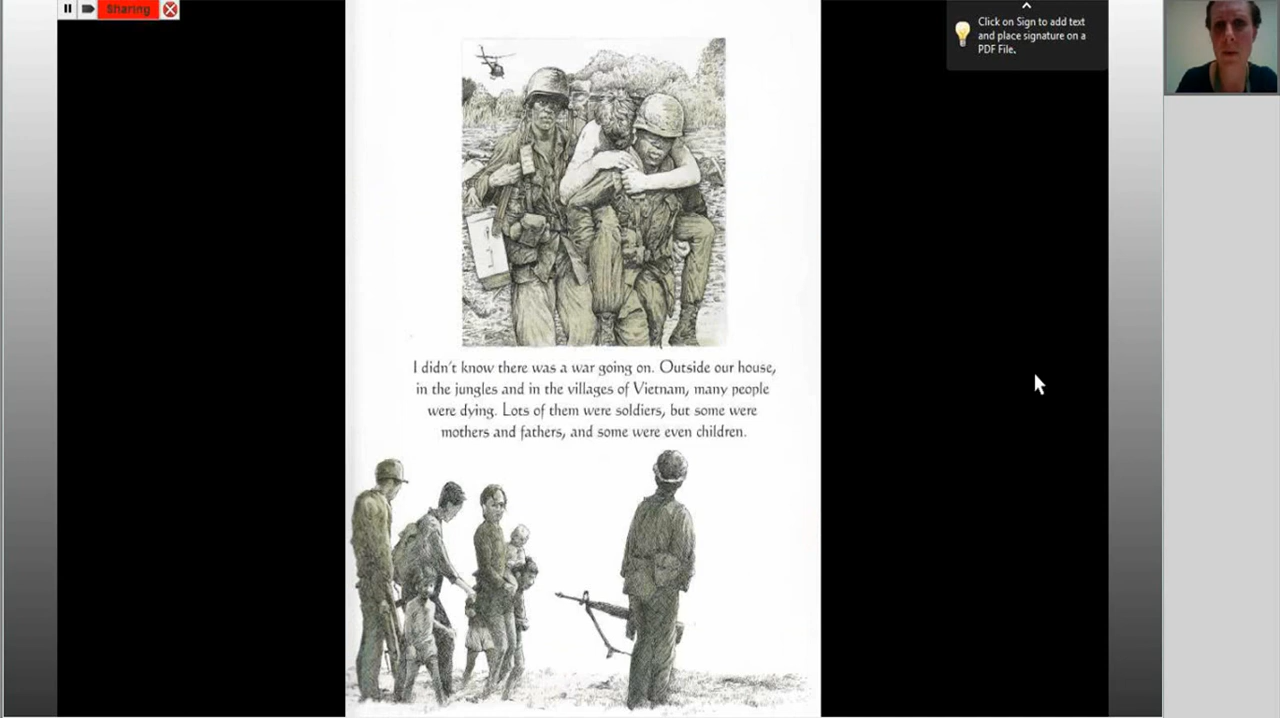 Sharing
Click on Sign to add text
and place signature on a
PDF File.
I didn't know there was a war going on. Outside our house,
in the jungles and in the villages of Vietnam, many people
were dying. Lots of them were soldiers, but some were
mothers and fathers, and some were even children.